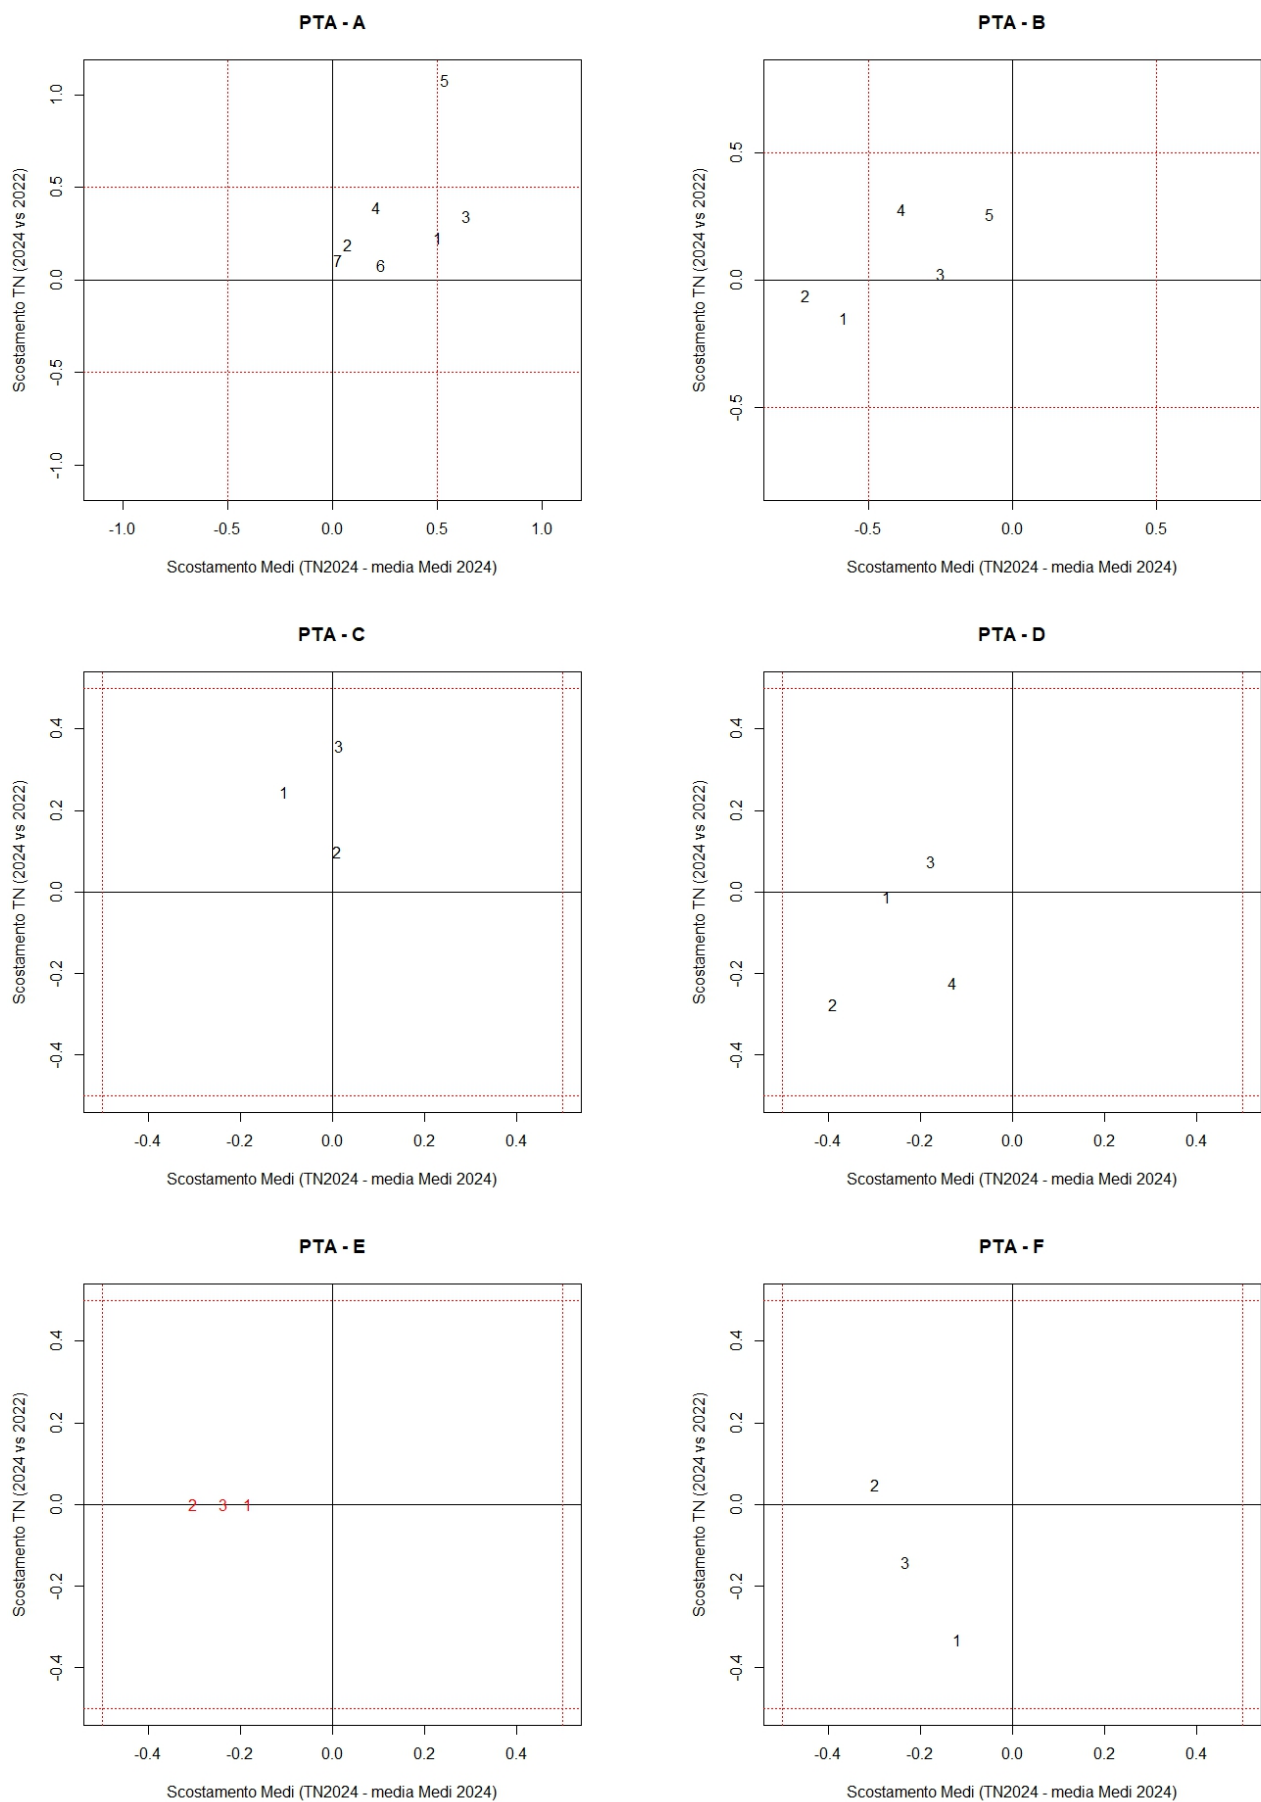 PTA - A
Scostamento TN (2024 vs 2022)
1.0
0.5
0.0
-0.5
-1.0
5
4
3
1
2
7
6
-1.0 -0.5 0.0 0.5 1.0
Scostamento Medi (TN2024 - media Medi 2024)
PTA - B
Scostamento TN (2024 vs 2022)
0.5
0.0
-0.5
4
5
3
2
1
-0.5 0.0 0.5
Scostamento Medi (TN2024 - media Medi 2024)
PTA - C
Scostamento TN (2024 vs 2022)
0.4
0.2
0.0
-0.2
-0.4
3
1
2
-0.4 -0.2 0.0 0.2 0.4
Scostamento Medi (TN2024 - media Medi 2024)
PTA - D
Scostamento TN (2024 vs 2022)
0.4
0.2
0.0
-0.2
-0.4
3
1
4
2
-0.4 -0.2 0.0 0.2 0.4
Scostamento Medi (TN2024 - media Medi 2024)
PTA - E
Scostamento TN (2024 vs 2022)
0.4
0.2
0.0
-0.2
-0.4
2 3 1
-0.4 -0.2 0.0 0.2 0.4
Scostamento Medi (TN2024 - media Medi 2024)
PTA - F
Scostamento TN (2024 vs 2022)
0.4
0.2
0.0
-0.2
-0.4
2
3
1
-0.4 -0.2 0.0 0.2 0.4
Scostamento Medi (TN2024 - media Medi 2024)